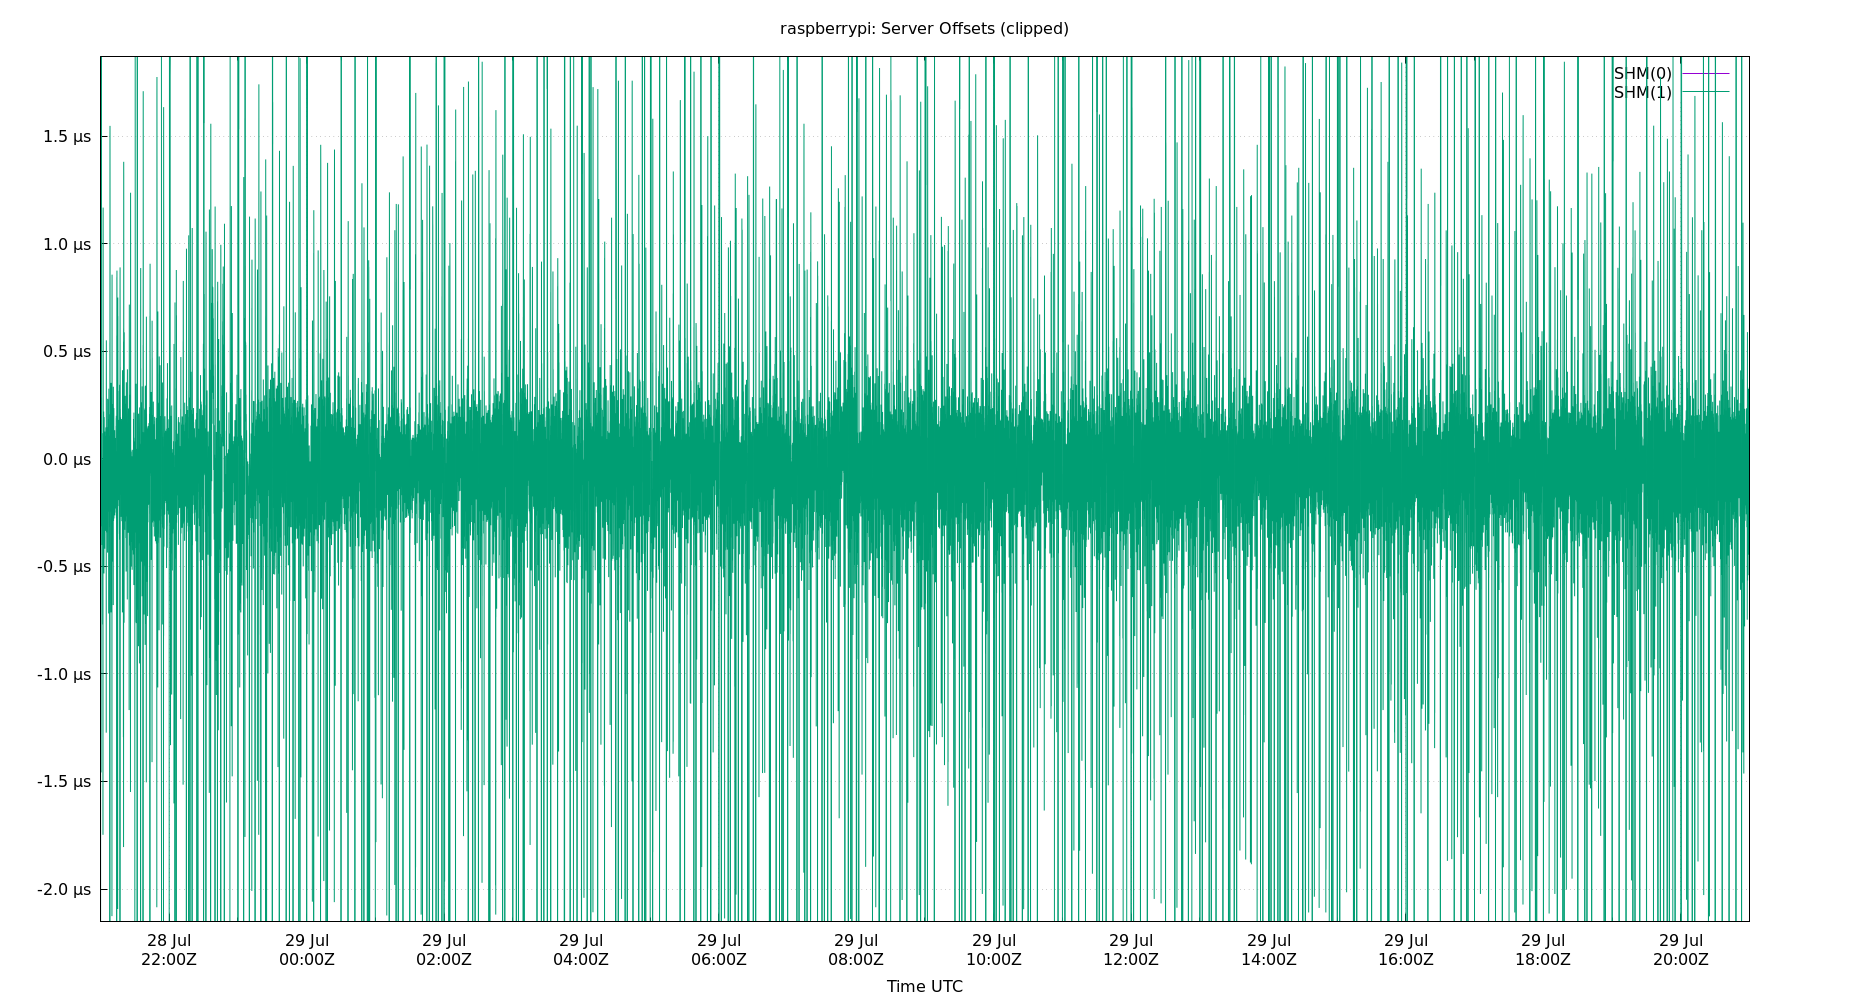 raspberrypi: Server Offsets (clipped)
SHM(0)
SHM(1)
1.5 µs
1.0 µs
0.5 µs
0.0 µs
-0.5 µs
-1.0 µs
-1.5 µs
-2.0 µs
28 Jul 29 Jul 29 Jul 29 Jul 29 Jul 29 Jul 29 Jul 29 Jul 29 Jul 29 Jul 29 Jul 29 Jul
22:00Z 00:00Z 02:00Z 04:00Z 06:00Z 08:00Z 10:00Z 12:00Z 14:00Z 16:00Z 18:00Z 20:00Z
Time UTC